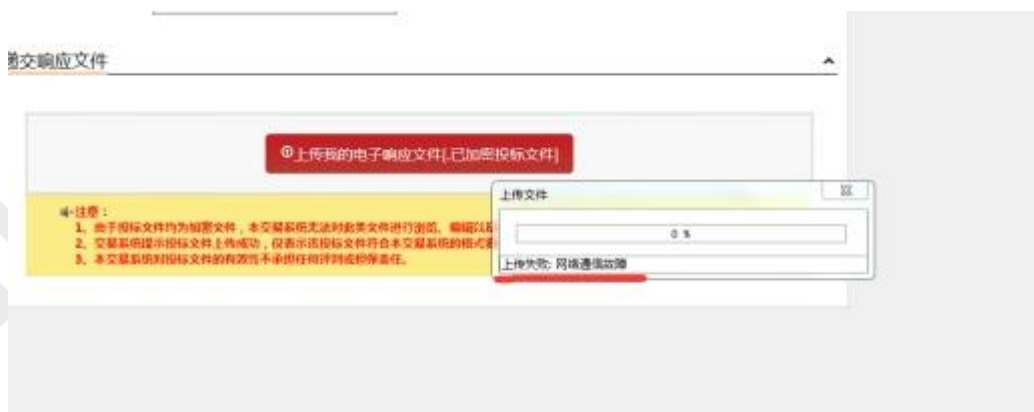 递交响应文件
上传我的电子响应文件[.已加密投标文件]
注意：
1、由于投标文件均为加密文件，本交易系统无法对此类文件进行浏览、编辑以
2、交易系统提示投标文件上传成功，仅表示该投标文件符合本交易系统的格式
3、本交易系统对投标文件的有效性不承担任何评判或担保责任。
上传文件
0 %
上传失败: 网络通信故障